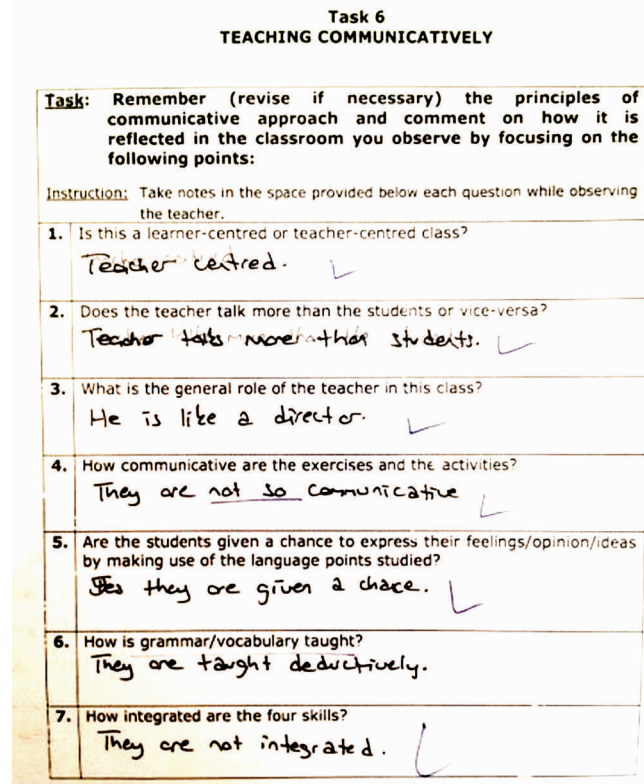 Task 6
TEACHING COMMUNICATIVELY
Task: Remember (revise if necessary) the principles of
communicative approach and comment on how it is
reflected in the classroom you observe by focusing on the
following points:
Instruction: Take notes in the space provided below each question while observing
the teacher.
1. Is this a learner-centred or teacher-centred class?
Teacher centred.
2. Does the teacher talk more than the students or vice-versa?
Teacher talks more than students.
3. What is the general role of the teacher in this class?
He is like a director.
4. How communicative are the exercises and the activities?
They are not so communicative
5. Are the students given a chance to express their feelings/opinion/ideas
by making use of the language points studied?
Yes they are given a chace.
6. How is grammar/vocabulary taught?
They are taught deductively.
7. How integrated are the four skills?
They are not integrated.